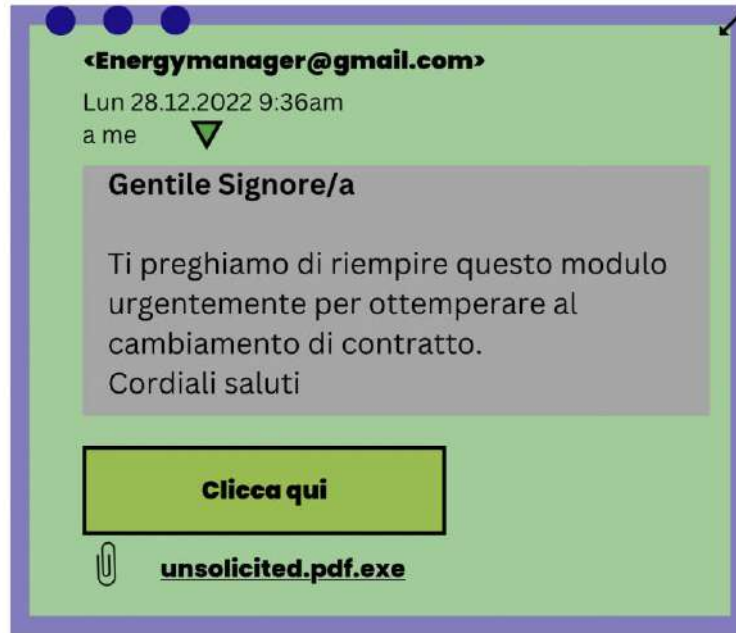 <Energymanager@gmail.com>
Lun 28.12.2022 9:36am
a me
Gentile Signore/a
Ti preghiamo di riempire questo modulo
urgentemente per ottemperare al
cambiamento di contratto.
Cordiali saluti
Clicca qui
unsolicited.pdf.exe